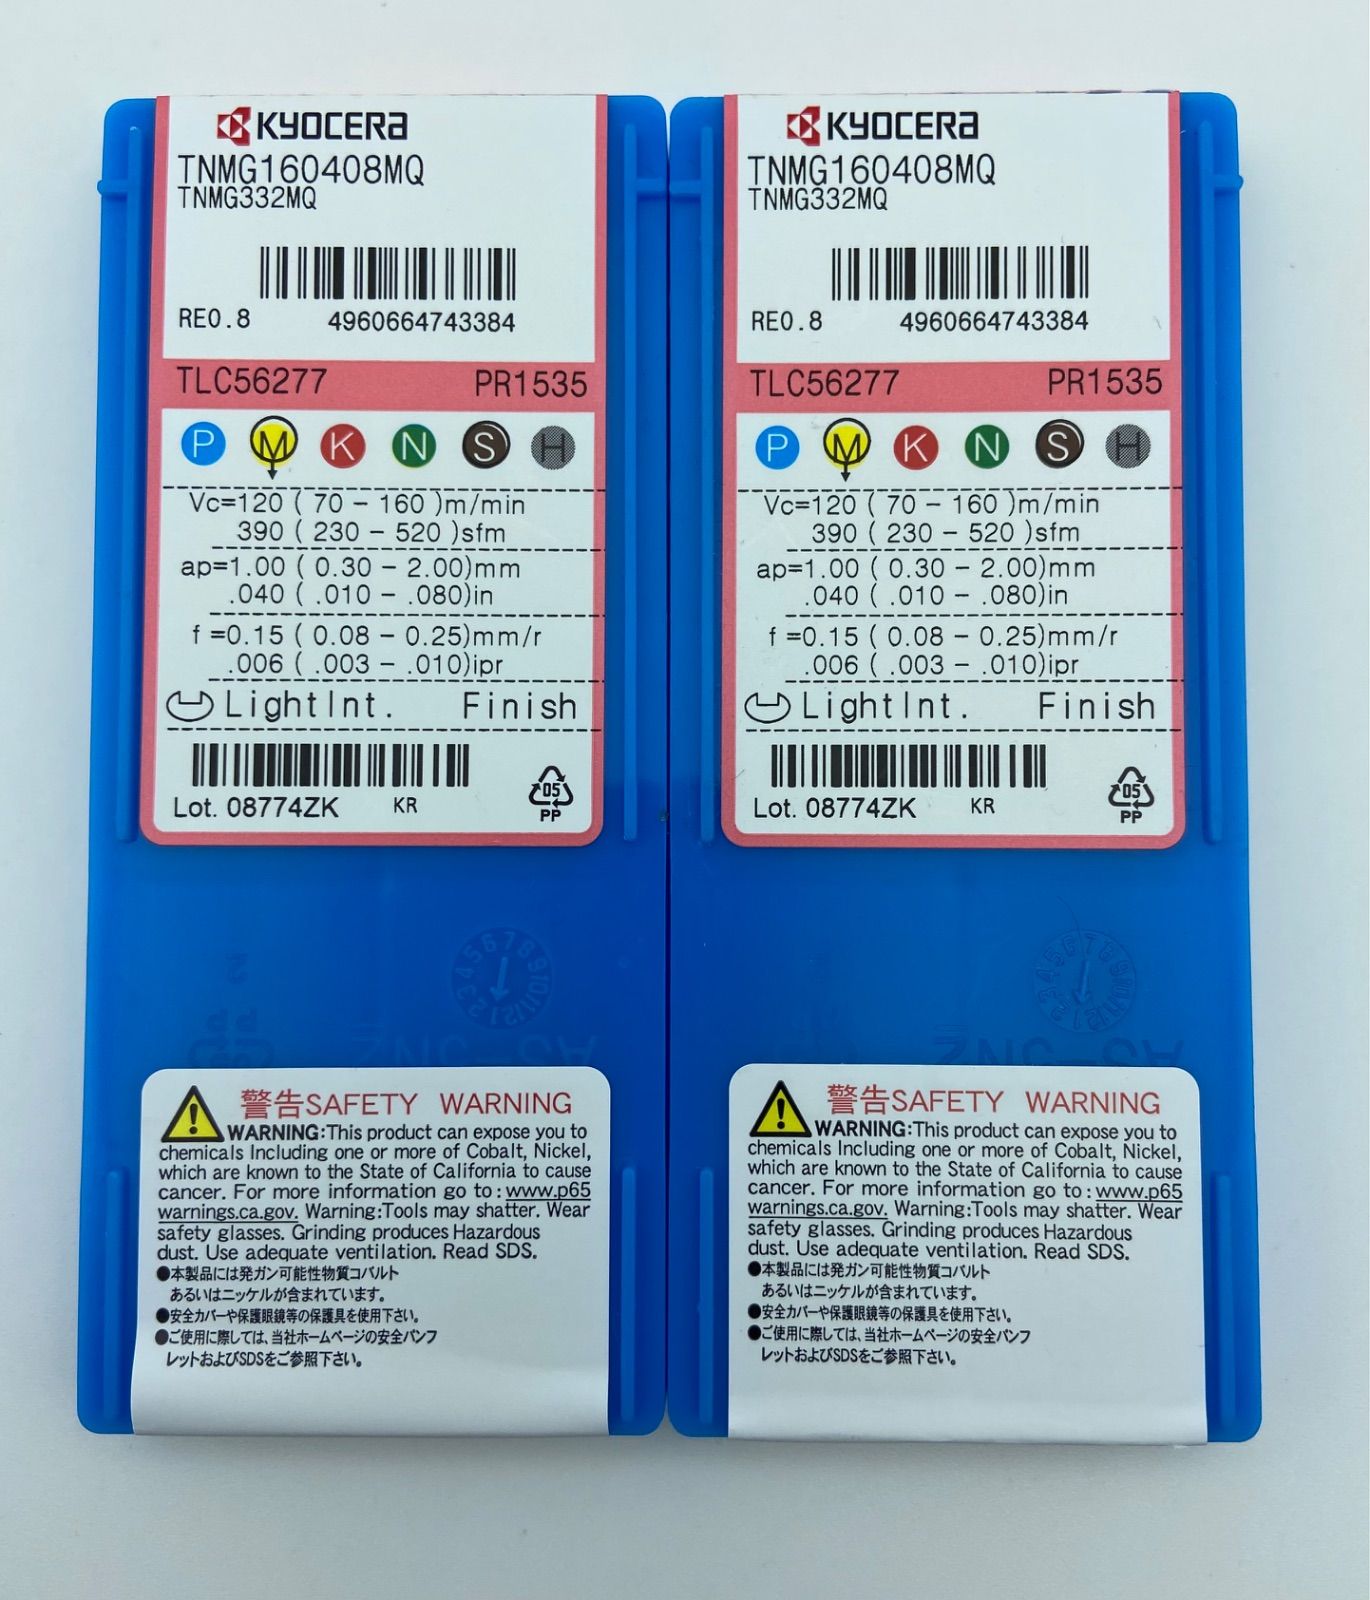 KYOCERA
TNMG160408MQ
TNMG332MQ
RE0.8 4960664743384
TLC56277 PR1535
P M K N S H
Vc=120 ( 70 – 160 )m/min
390 ( 230 – 520 )sfm
ap=1.00 ( 0.30 – 2.00)mm
.040 ( .010 – .080)in
f =0.15 ( 0.08 – 0.25)mm/r
.006 ( .003 – .010)ipr
LightInt. Finish
Lot. 08774ZK KR
05
PP
警告SAFETY WARNING
WARNING:This product can expose you to
chemicals Including one or more of Cobalt, Nickel,
which are known to the State of California to cause
cancer. For more information go to : www.p65
warnings.ca.gov. Warning:Tools may shatter. Wear
safety glasses. Grinding produces Hazardous
dust. Use adequate ventilation. Read SDS.
●本製品には発ガン可能性物質コバルト
あるいはニッケルが含まれています。
●安全カバーや保護眼鏡等の保護具を使用下さい。
●ご使用に際しては、当社ホームページの安全パンフ
レットおよびSDSをご参照下さい。
KYOCERA
TNMG160408MQ
TNMG332MQ
RE0.8 4960664743384
TLC56277 PR1535
P M K N S H
Vc=120 ( 70 – 160 )m/min
390 ( 230 – 520 )sfm
ap=1.00 ( 0.30 – 2.00)mm
.040 ( .010 – .080)in
f =0.15 ( 0.08 – 0.25)mm/r
.006 ( .003 – .010)ipr
LightInt. Finish
Lot. 08774ZK KR
05
PP
警告SAFETY WARNING
WARNING:This product can expose you to
chemicals Including one or more of Cobalt, Nickel,
which are known to the State of California to cause
cancer. For more information go to : www.p65
warnings.ca.gov. Warning:Tools may shatter. Wear
safety glasses. Grinding produces Hazardous
dust. Use adequate ventilation. Read SDS.
●本製品には発ガン可能性物質コバルト
あるいはニッケルが含まれています。
●安全カバーや保護眼鏡等の保護具を使用下さい。
●ご使用に際しては、当社ホームページの安全パンフ
レットおよびSDSをご参照下さい。